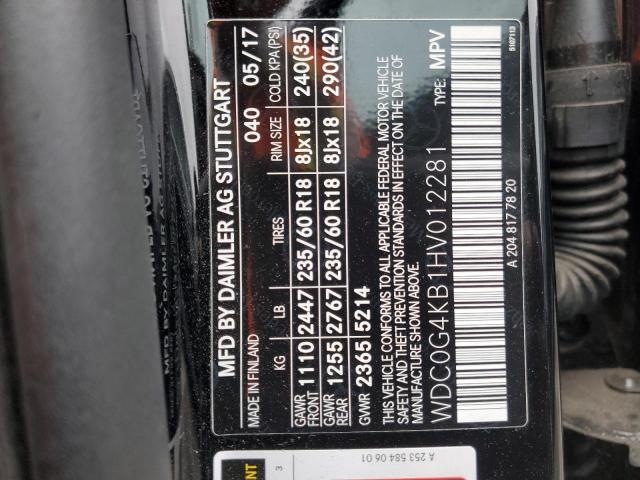 MFD BY DAIMLER AG STUTTGART
MADE IN FINLAND 040 05/17
KG LB TIRES RIM SIZE COLD KPA(PSI)
GAWR FRONT 1110 2447 235/60 R18 8Jx18 240(35)
GAWR REAR 1255 2767 235/60 R18 8Jx18 290(42)
GVWR 2365 5214
THIS VEHICLE CONFORMS TO ALL APPLICABLE FEDERAL MOTOR VEHICLE
SAFETY AND THEFT PREVENTION STANDARDS IN EFFECT ON THE DATE OF
MANUFACTURE SHOWN ABOVE.
TYPE: MPV
WDC0G4KB1HV012281
A 204 817 78 20
5107113
A 253 584 06 01
3